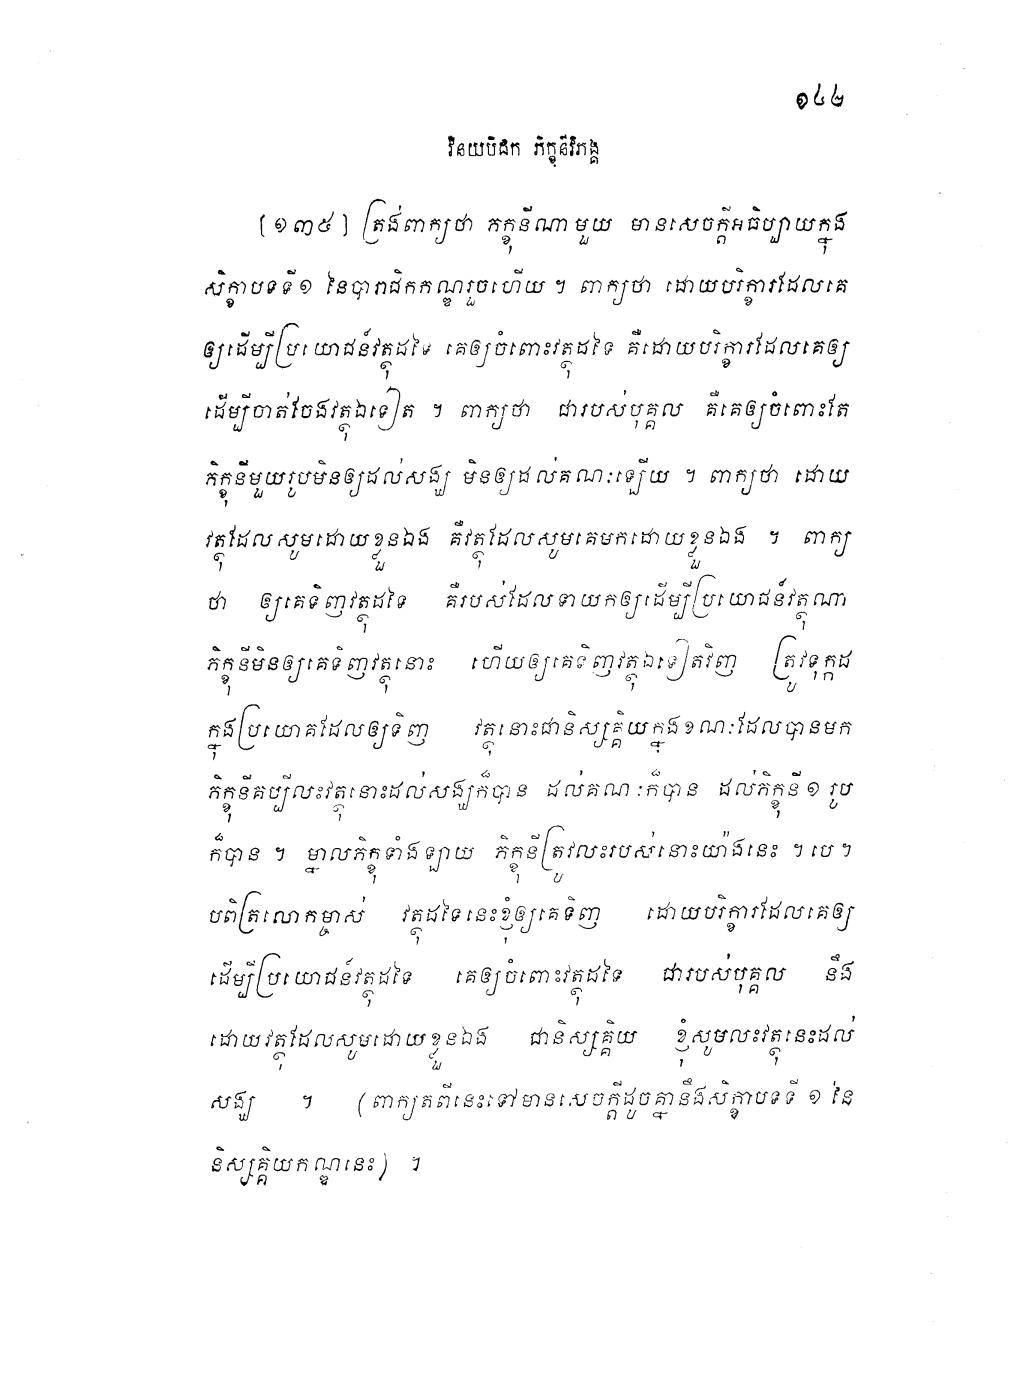 ១៤៤
វិនយបិដក ភិក្ខុនីវិភង្គ
[១៣៥] ត្រង់ពាក្យថា ភក្ខុនីណាមួយ មានសេចក្តីអធិប្បាយក្នុង
សិក្ខាបទទី១ នៃបារាជិកកណ្ឌរួចហើយ ។ ពាក្យថា ដោយបរិក្ខារដែលគេ
ឲ្យដើម្បីប្រយោជន៍វត្ថុដទៃ គេឲ្យចំពោះវត្ថុដទៃ គឺដោយបរិក្ខារដែលគេឲ្យ
ដើម្បីចាត់ចែងវត្ថុឯទៀត ។ ពាក្យថា ជារបស់បុគ្គល គឺគេឲ្យចំពោះតែ
ភិក្ខុនីមួយរូបមិនឲ្យដល់សង្ឃ មិនឲ្យដល់គណៈឡើយ ។ ពាក្យថា ដោយ
វត្ថុដែលសូមដោយខ្លួនឯង គឺវត្ថុដែលសូមគេមកដោយខ្លួនឯង ។ ពាក្យ
ថា ឲ្យគេទិញវត្ថុដទៃ គឺរបស់ដែលទាយកឲ្យដើម្បីប្រយោជន៍វត្ថុណា
ភិក្ខុនីមិនឲ្យគេទិញវត្ថុនោះ ហើយឲ្យគេទិញវត្ថុឯទៀតវិញ ត្រូវទុក្កដ
ក្នុងប្រយោគដែលឲ្យទិញ វត្ថុនោះជានិស្សគ្គិយក្នុងខណៈដែលបានមក
ភិក្ខុនីគប្បីលះវត្ថុនោះដល់សង្ឃក៏បាន ដល់គណៈក៏បាន ដល់ភិក្ខុនី១ រូប
ក៏បាន ។ ម្នាលភិក្ខុទាំងឡាយ ភិក្ខុនីត្រូវលះរបស់នោះយ៉ាងនេះ ។ បេ ។
បពិត្រលោកម្ចាស់ វត្ថុដទៃនេះខ្ញុំឲ្យគេទិញ ដោយបរិក្ខារដែលគេឲ្យ
ដើម្បីប្រយោជន៍វត្ថុដទៃ គេឲ្យចំពោះវត្ថុដទៃ ជារបស់បុគ្គល នឹង
ដោយវត្ថុដែលសូមដោយខ្លួនឯង ជានិស្សគ្គិយ ខ្ញុំសូមលះវត្ថុនេះដល់
សង្ឃ ។ (ពាក្យតពីនេះទៅមានសេចក្តីដូចគ្នានឹងសិក្ខាបទទី ១ នៃ
និស្សគ្គិយកណ្ឌនេះ) ។